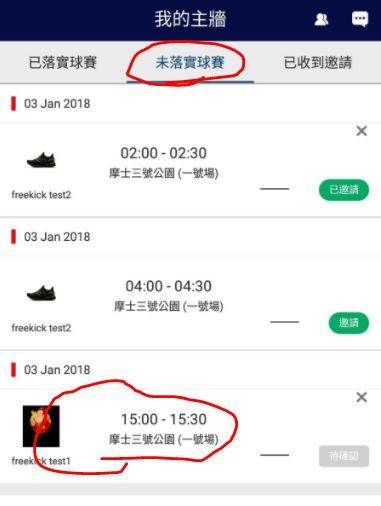 我的主牆
已落實球賽 未落實球賽 已收到邀請
03 Jan 2018
02:00 - 02:30
摩士三號公園 (一號場)
freekick test2
已邀請
03 Jan 2018
04:00 - 04:30
摩士三號公園 (一號場)
freekick test2
邀請
03 Jan 2018
15:00 - 15:30
摩士三號公園 (一號場)
freekick test1
待確認